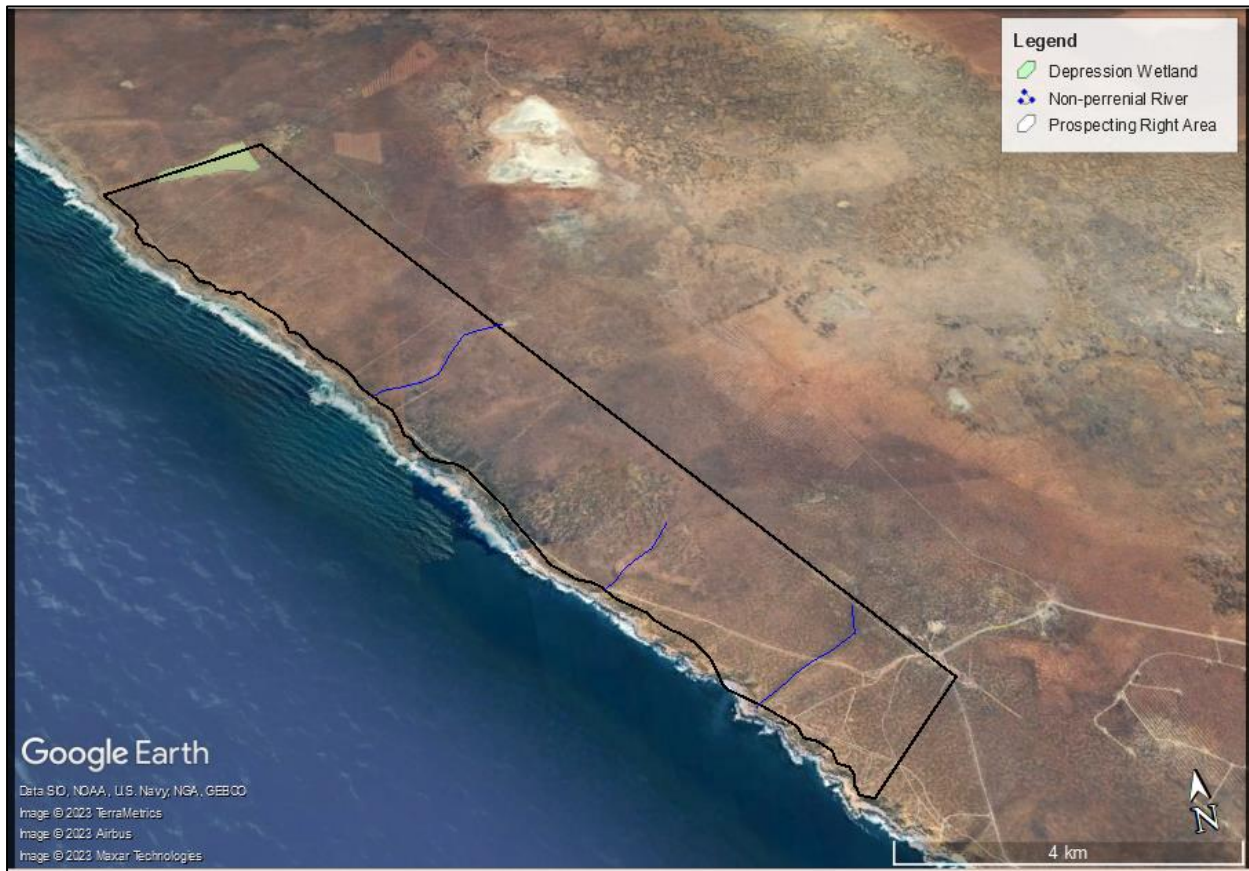 Legend
Depression Wetland
Non-perrenial River
Prospecting Right Area
Google Earth
Data SIO, NOAA, U.S. Navy, NGA, GEBCO
Image © 2023 TerraMetrics
Image © 2023 Airbus
Image © 2023 Maxar Technologies
N
4 km